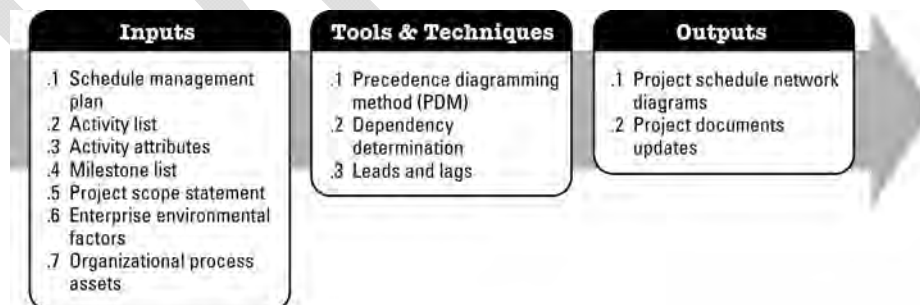 Inputs
.1 Schedule management
plan
.2 Activity list
.3 Activity attributes
.4 Milestone list
.5 Project scope statement
.6 Enterprise environmental
factors
.7 Organizational process
assets
Tools & Techniques
.1 Precedence diagramming
method (PDM)
.2 Dependency
determination
.3 Leads and lags
Outputs
.1 Project schedule network
diagrams
.2 Project documents
updates